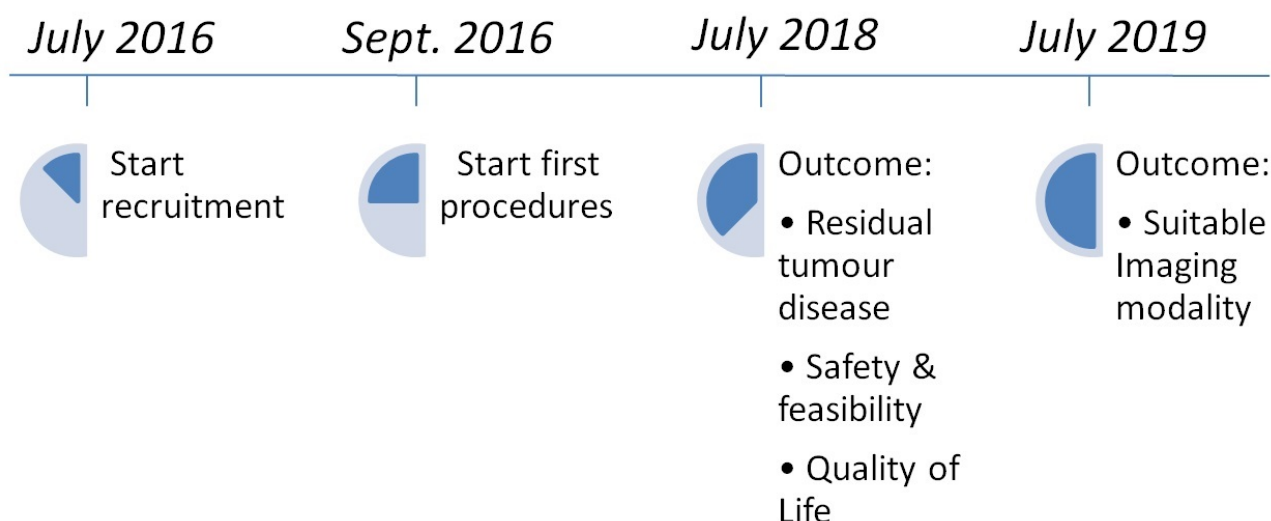 July 2016
Sept. 2016
July 2018
July 2019
Start
recruitment
Start first
procedures
Outcome:
• Residual
tumour
disease
• Safety &
feasibility
• Quality of
Life
Outcome:
• Suitable
Imaging
modality